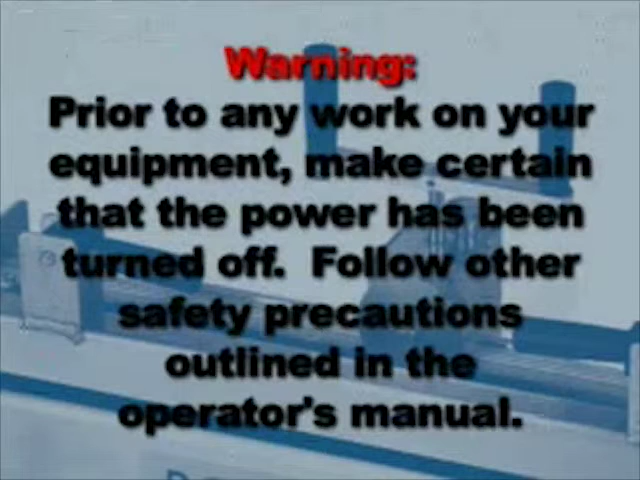 Warning:
Prior to any work on your
equipment, make certain
that the power has been
turned off.  Follow other
safety precautions
outlined in the
operator's manual.